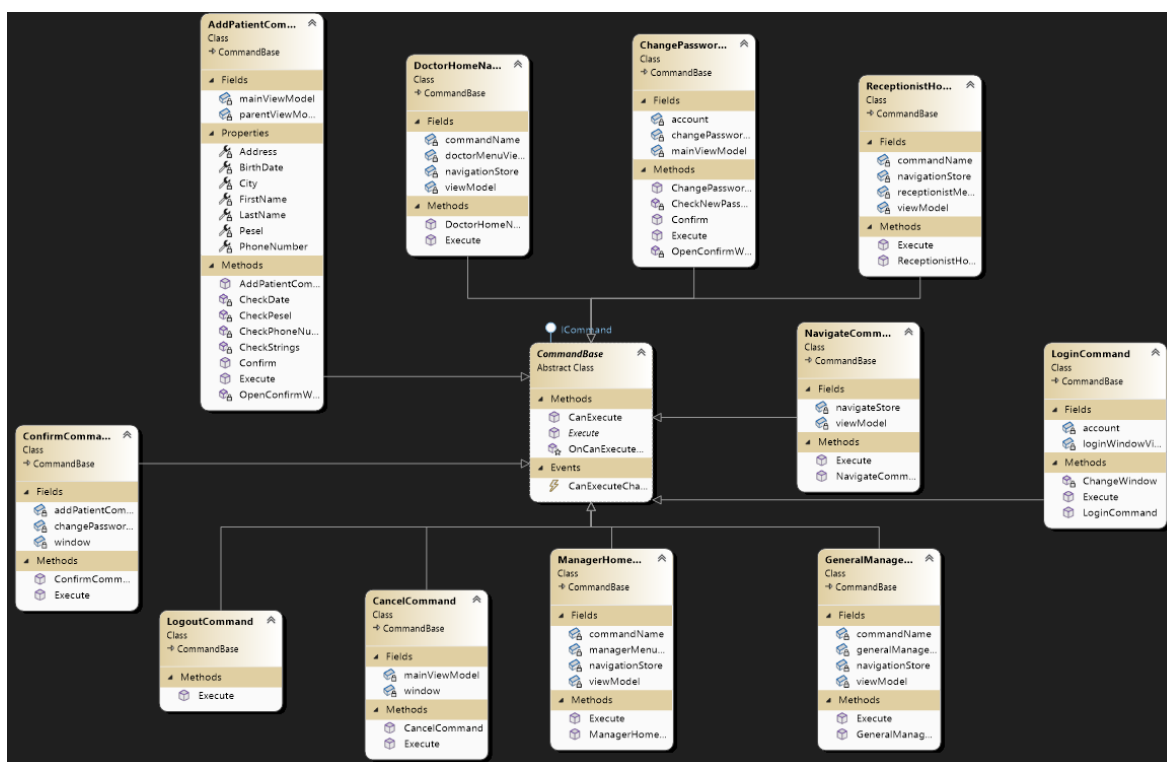 AddPatientCom...
Class
CommandBase
Fields
mainViewModel
parentViewMo...
Properties
Address
BirthDate
City
FirstName
LastName
Pesel
PhoneNumber
Methods
AddPatientCom...
CheckDate
CheckPesel
CheckPhoneNu...
CheckStrings
Confirm
Execute
OpenConfirmW...
DoctorHomeNa...
Class
CommandBase
Fields
commandName
doctorMenuVie...
navigationStore
viewModel
Methods
DoctorHomeN...
Execute
ChangePasswor...
Class
CommandBase
Fields
account
changePasswor...
mainViewModel
Methods
ChangePasswor...
CheckNewPass...
Confirm
Execute
OpenConfirmW...
ReceptionistHo...
Class
CommandBase
Fields
commandName
navigationStore
receptionistMe...
viewModel
Methods
Execute
ReceptionistHo...
ICommand
CommandBase
Abstract Class
Methods
CanExecute
Execute
OnCanExecute...
Events
CanExecuteCha...
NavigateComm...
Class
CommandBase
Fields
navigateStore
viewModel
Methods
Execute
NavigateComm...
LoginCommand
Class
CommandBase
Fields
account
loginWindowVi...
Methods
ChangeWindow
Execute
LoginCommand
ConfirmComma...
Class
CommandBase
Fields
addPatientCom...
changePasswor...
window
Methods
ConfirmComm...
Execute
LogoutCommand
Class
CommandBase
Methods
Execute
CancelCommand
Class
CommandBase
Fields
mainViewModel
window
Methods
CancelCommand
Execute
ManagerHome...
Class
CommandBase
Fields
commandName
managerMenu...
navigationStore
viewModel
Methods
Execute
ManagerHome...
GeneralManage...
Class
CommandBase
Fields
commandName
generalManage...
navigationStore
viewModel
Methods
Execute
GeneralManag...